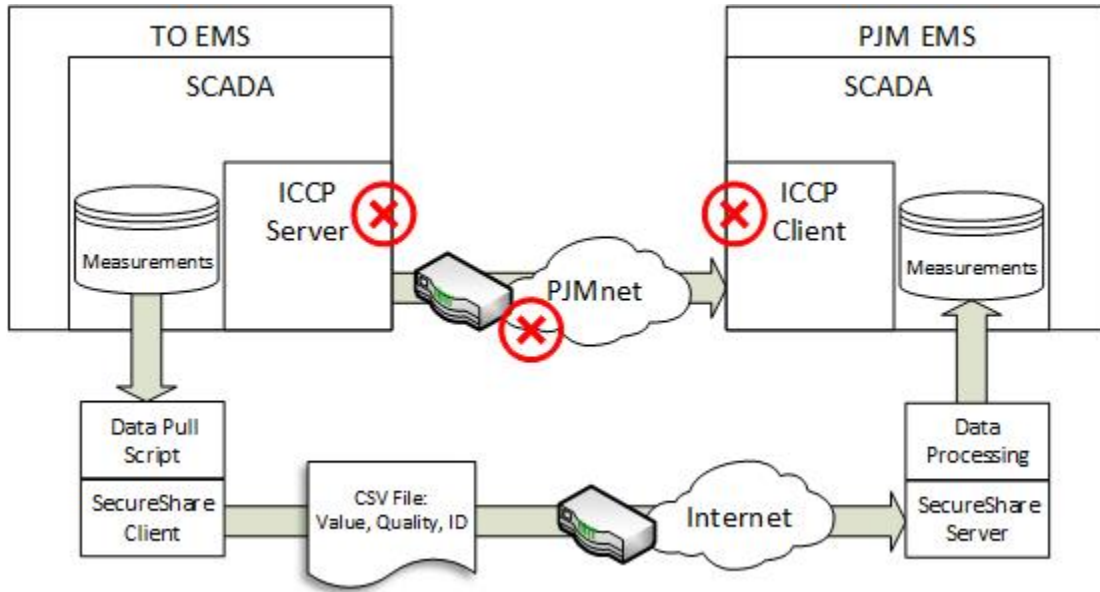 TO EMS
SCADA
ICCP
Server
Measurements
PJMnet
PJM EMS
SCADA
ICCP
Client
Measurements
Data Pull
Script
SecureShare
Client
CSV File:
Value, Quality, ID
Internet
Data
Processing
SecureShare
Server